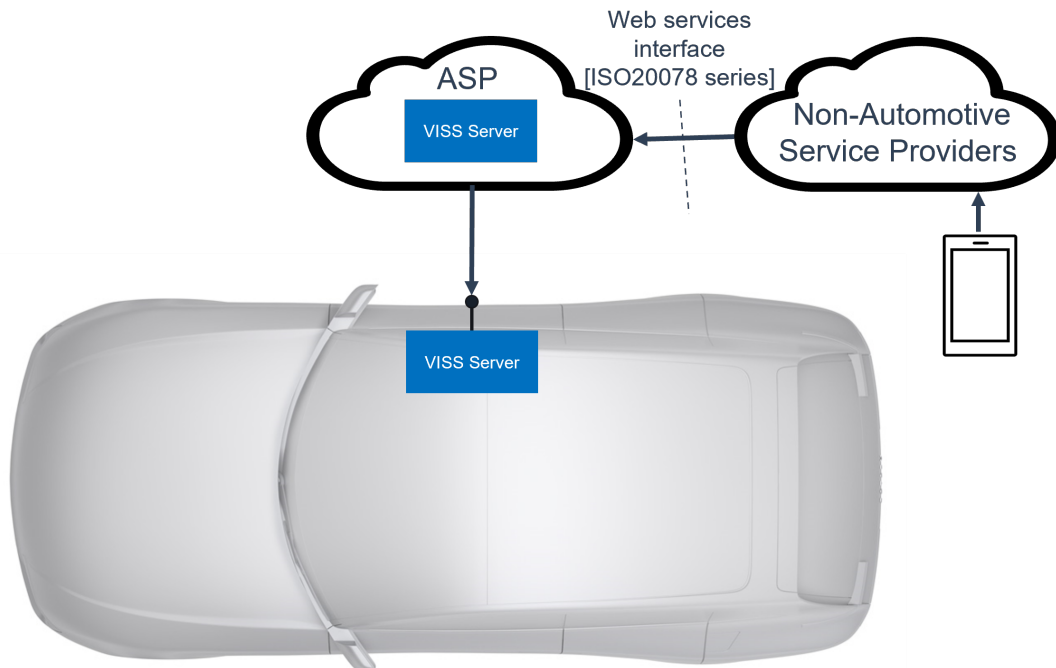 Web services
interface
[ISO20078 series]
ASP
VISS Server
Non-Automotive
Service Providers
VISS Server